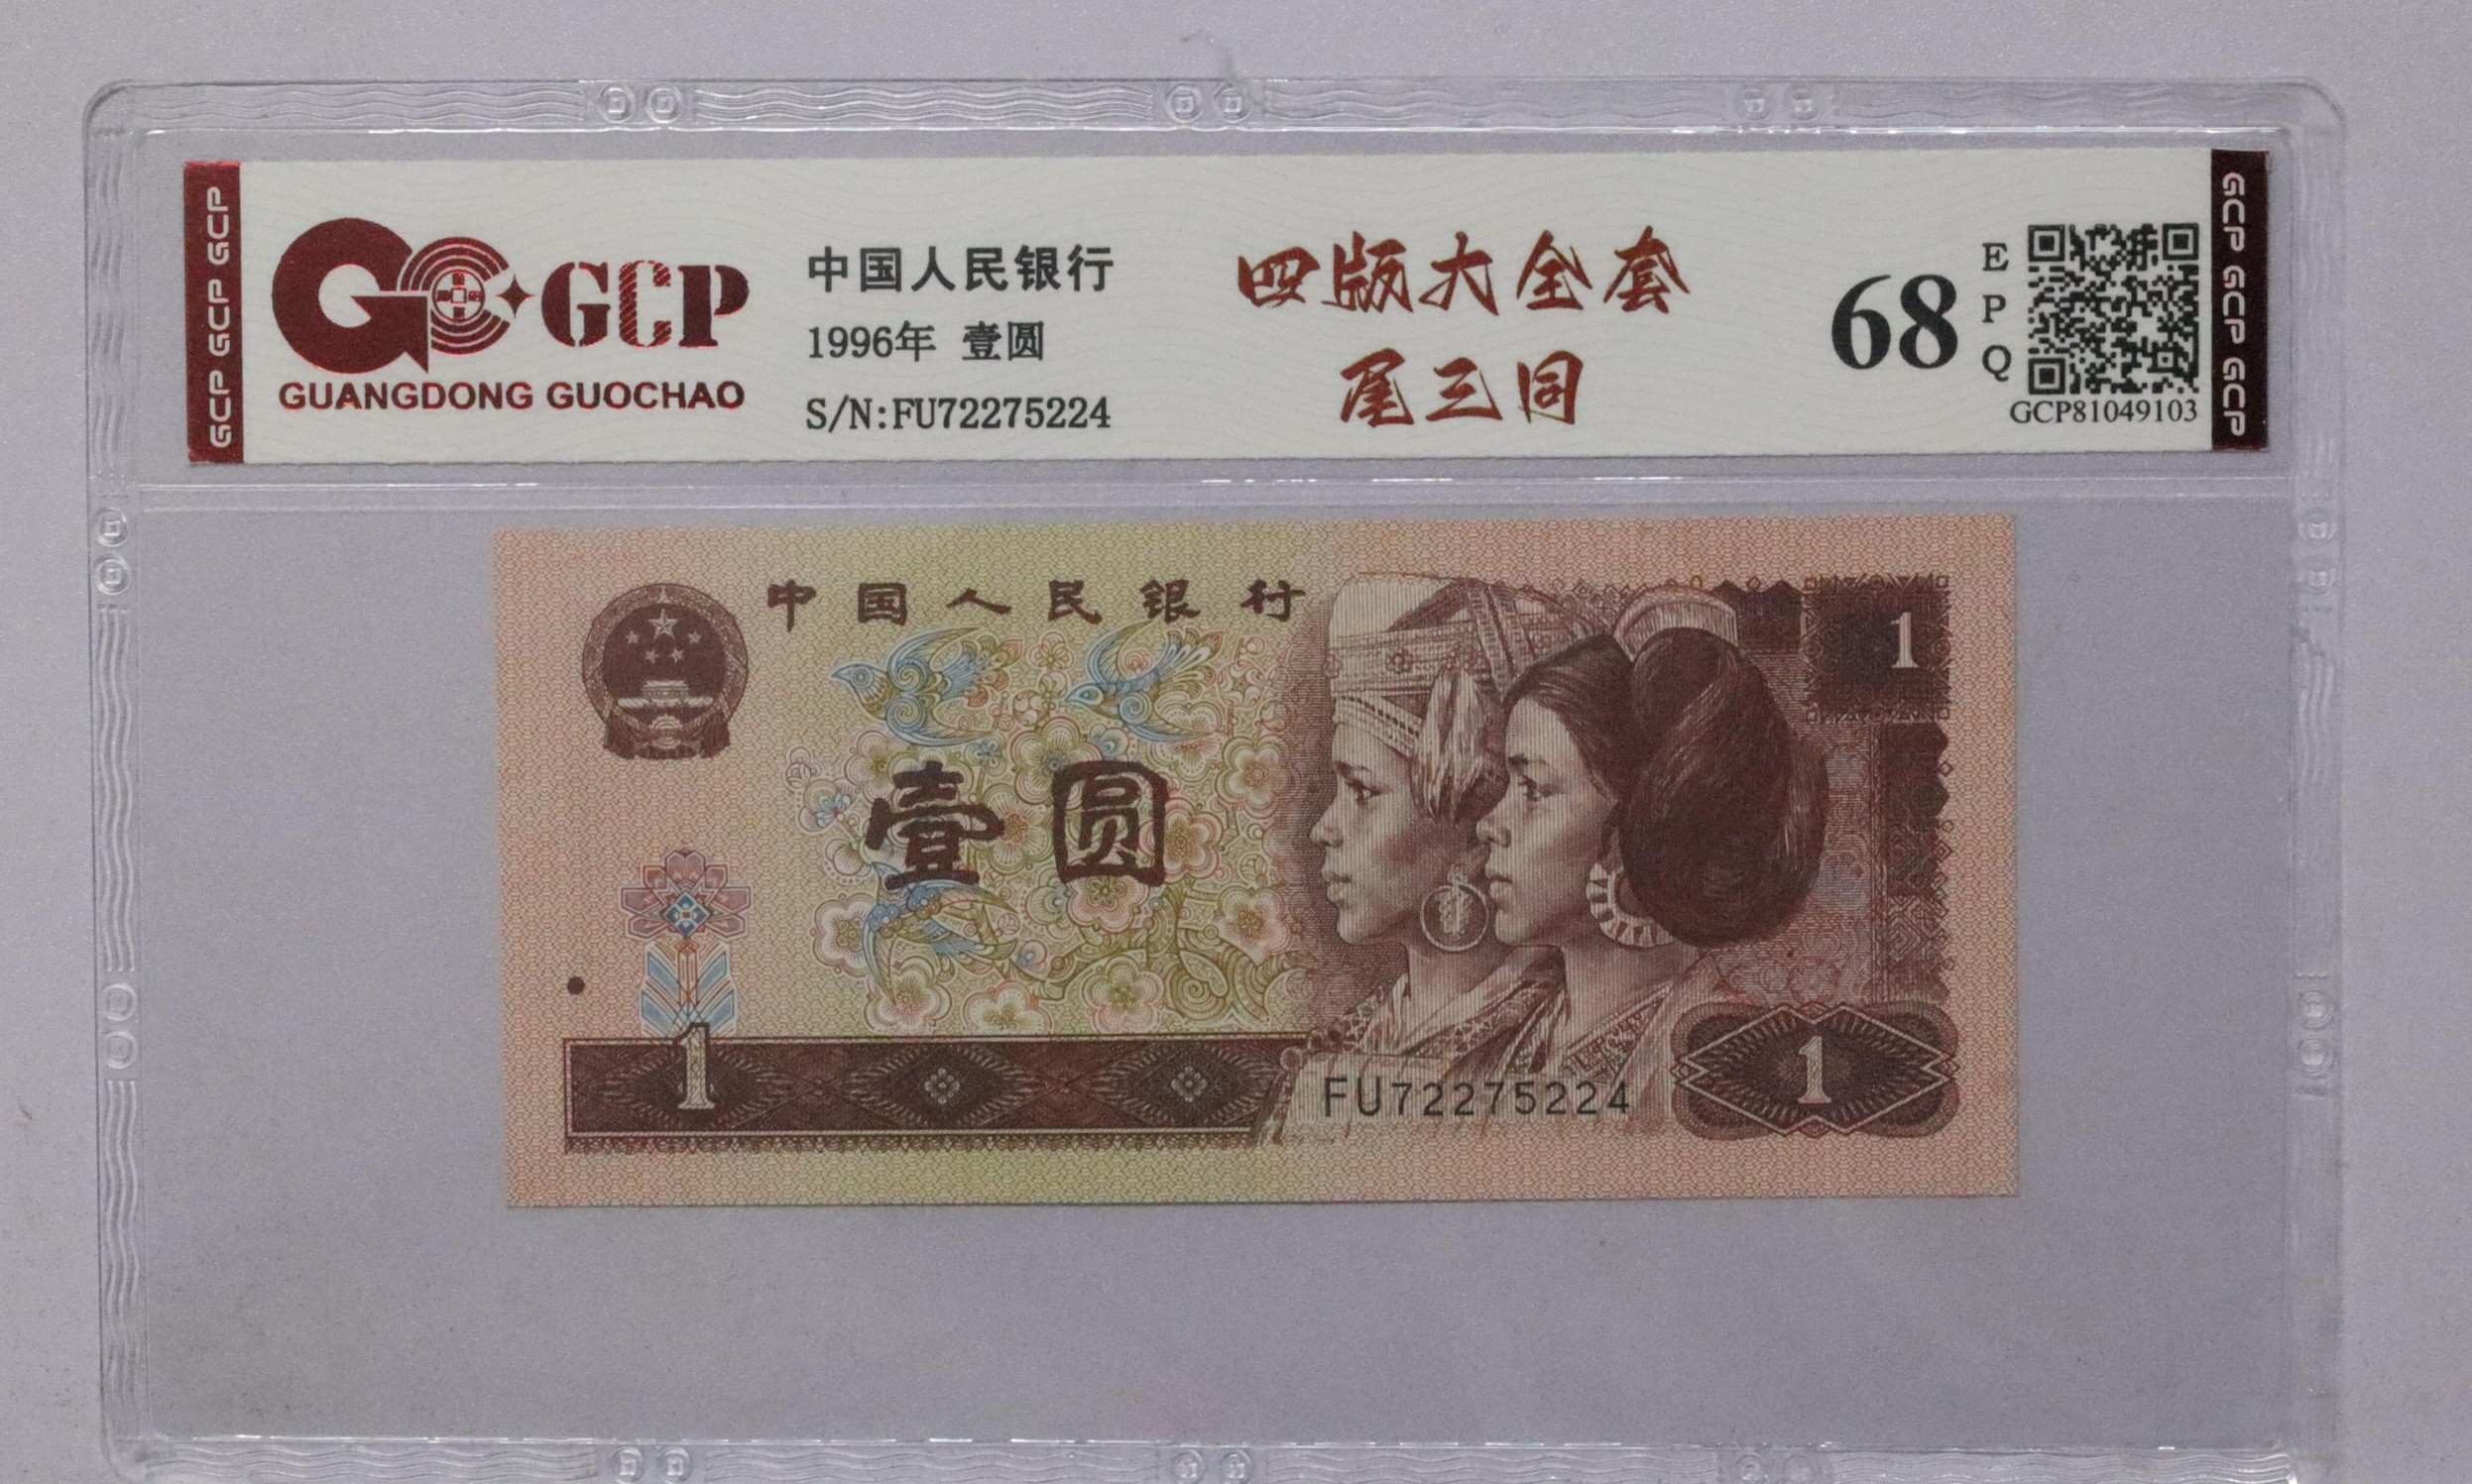 GCP GCP GCP
GCP
GUANGDONG GUOCHAO
中国人民银行
1996年 壹圆
S/N:FU72275224
四版大全套
尾三同
68
E
P
Q
GCP81049103
GCP GCP GCP
中国人民银行
1
壹圆
1
FU72275224
1